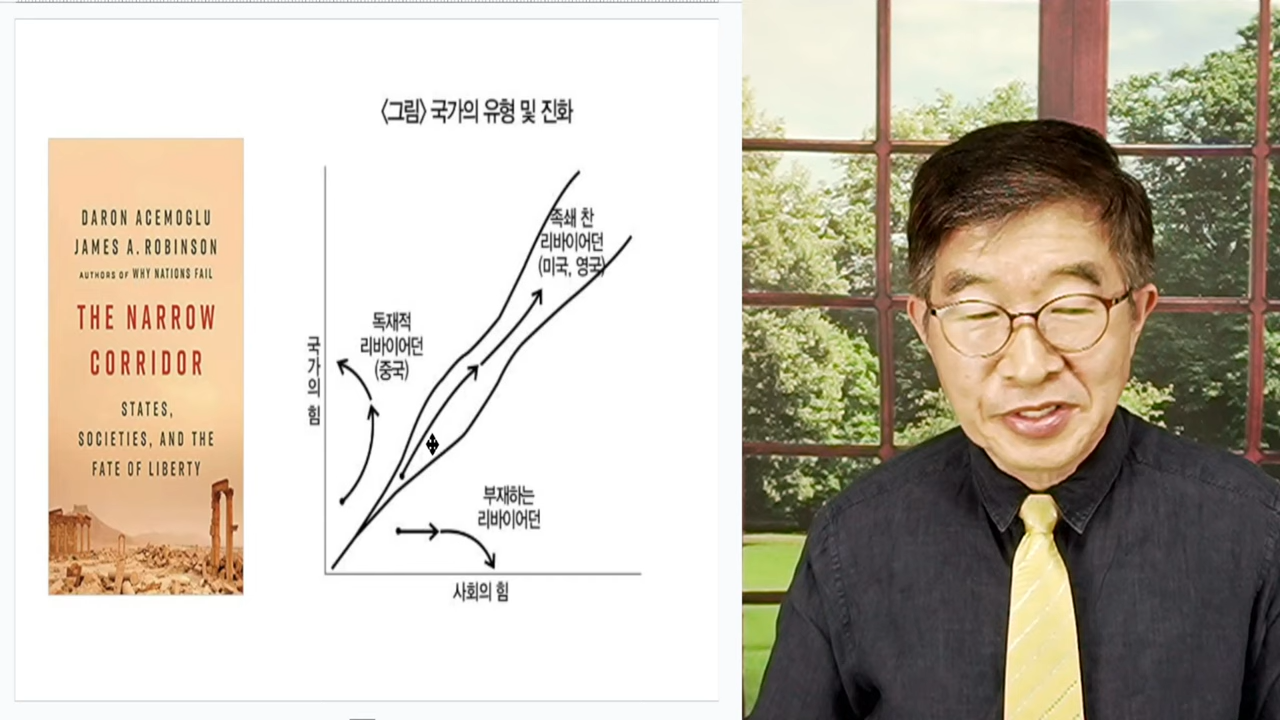 〈그림〉 국가의 유형 및 진화
DARON ACEMOGLU
JAMES A. ROBINSON
AUTHORS OF WHY NATIONS FAIL
THE NARROW
CORRIDOR
STATES,
SOCIETIES, AND THE
FATE OF LIBERTY
국가의 힘
독재적
리바이어던
(중국)
족쇄 찬
리바이어던
(미국, 영국)
부재하는
리바이어던
사회의 힘